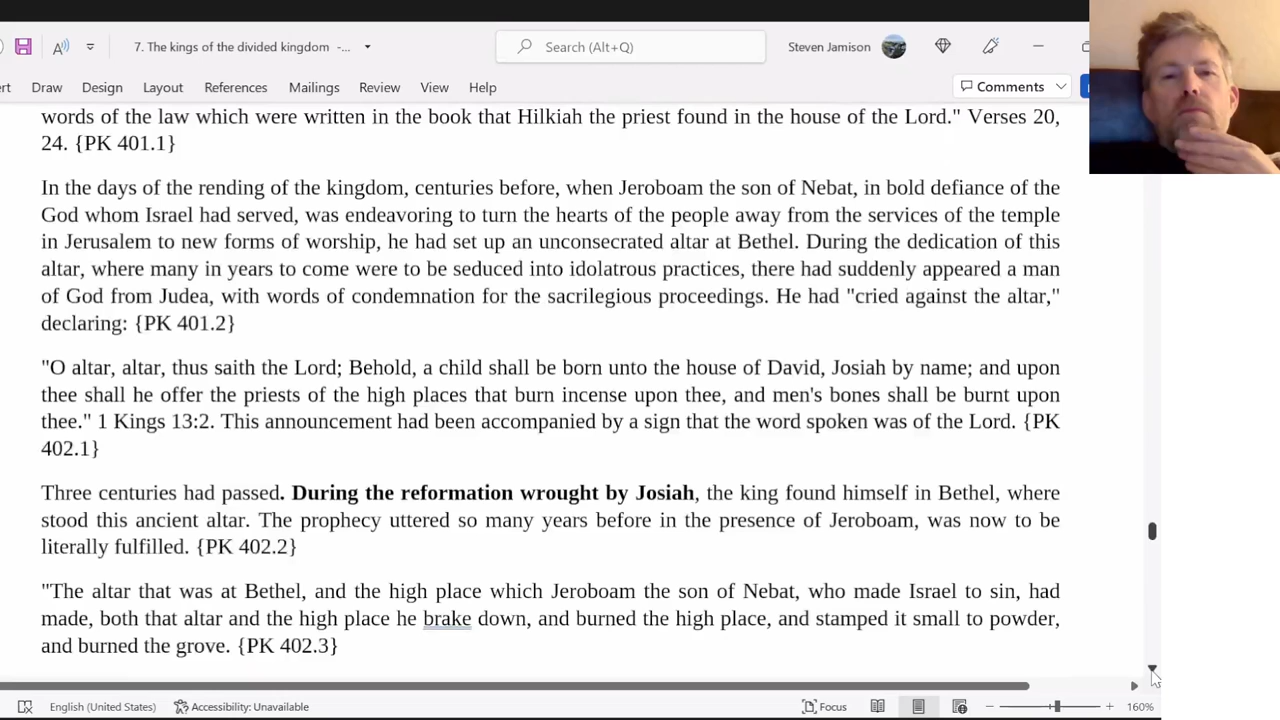 7. The kings of the divided kingdom -...
Search (Alt+Q)
Steven Jamison
Draw Design Layout References Mailings Review View Help
Comments
words of the law which were written in the book that Hilkiah the priest found in the house of the Lord." Verses 20,
24. {PK 401.1}
In the days of the rending of the kingdom, centuries before, when Jeroboam the son of Nebat, in bold defiance of the
God whom Israel had served, was endeavoring to turn the hearts of the people away from the services of the temple
in Jerusalem to new forms of worship, he had set up an unconsecrated altar at Bethel. During the dedication of this
altar, where many in years to come were to be seduced into idolatrous practices, there had suddenly appeared a man
of God from Judea, with words of condemnation for the sacrilegious proceedings. He had "cried against the altar,"
declaring: {PK 401.2}
"O altar, altar, thus saith the Lord; Behold, a child shall be born unto the house of David, Josiah by name; and upon
thee shall he offer the priests of the high places that burn incense upon thee, and men's bones shall be burnt upon
thee." 1 Kings 13:2. This announcement had been accompanied by a sign that the word spoken was of the Lord. {PK
402.1}
Three centuries had passed. During the reformation wrought by Josiah, the king found himself in Bethel, where
stood this ancient altar. The prophecy uttered so many years before in the presence of Jeroboam, was now to be
literally fulfilled. {PK 402.2}
"The altar that was at Bethel, and the high place which Jeroboam the son of Nebat, who made Israel to sin, had
made, both that altar and the high place he brake down, and burned the high place, and stamped it small to powder,
and burned the grove. {PK 402.3}
English (United States) Accessibility: Unavailable Focus 160%